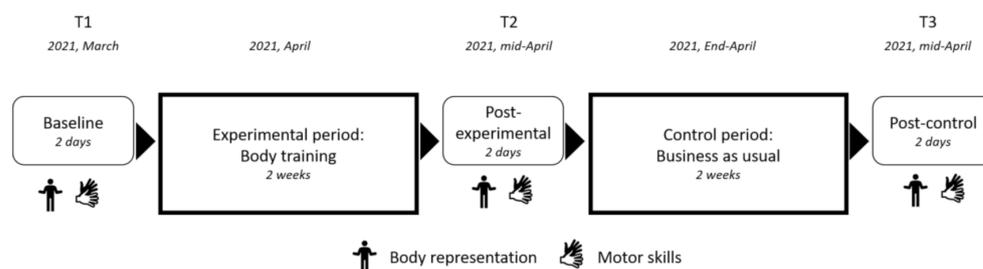 T1
2021, March
2021, April
T2
2021, mid-April
2021, End-April
T3
2021, mid-April
Baseline
2 days
Experimental period:
Body training
2 weeks
Post-
experimental
2 days
Control period:
Business as usual
2 weeks
Post-control
2 days
Body representation
Motor skills